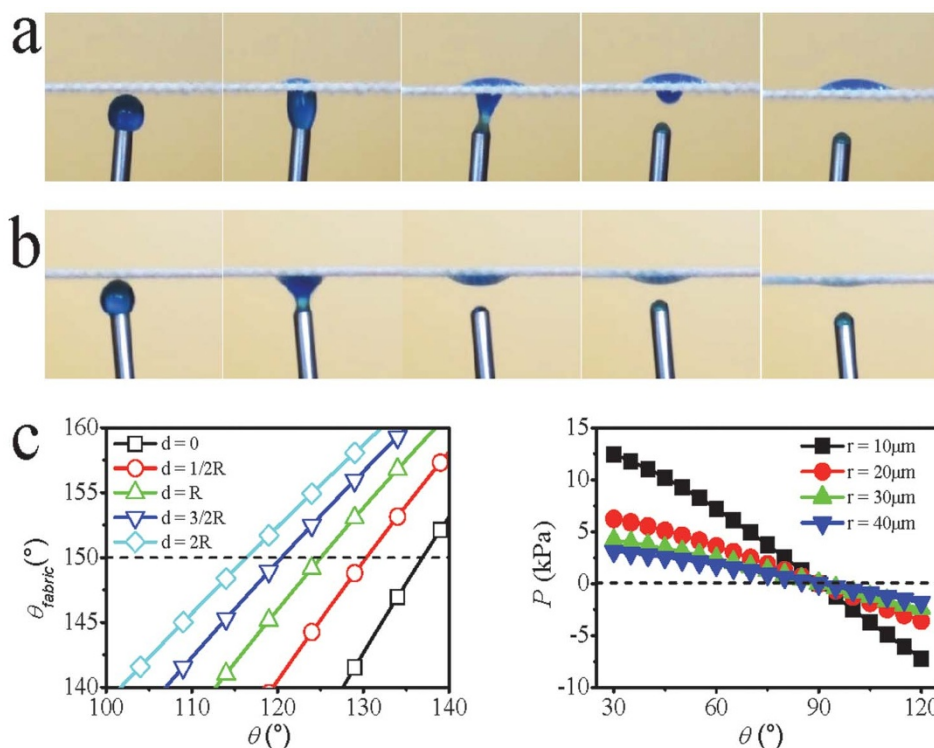 a
b
c
160
155
150
145
140
θfabric(°)
d = 0
d = 1/2R
d = R
d = 3/2R
d = 2R
100 110 120 130 140
θ (°)
15
10
5
0
-5
-10
P (kPa)
r = 10μm
r = 20μm
r = 30μm
r = 40μm
30 60 90 120
θ (°)